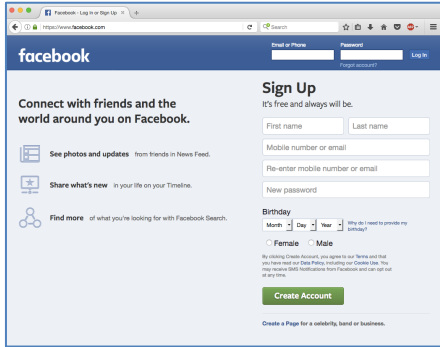 Facebook - Log In or Sign Up
https://www.facebook.com
Search
facebook
Email or Phone
Password
Log In
Forgot account?
Connect with friends and the
world around you on Facebook.
See photos and updates from friends in News Feed.
Share what's new in your life on your Timeline.
Find more of what you're looking for with Facebook Search.
Sign Up
It's free and always will be.
First name
Last name
Mobile number or email
Re-enter mobile number or email
New password
Birthday
Month
Day
Year
Why do I need to provide my
birthday?
Female
Male
By clicking Create Account, you agree to our Terms and that
you have read our Data Policy, including our Cookie Use. You
may receive SMS Notifications from Facebook and can opt out
at any time.
Create Account
Create a Page for a celebrity, band or business.